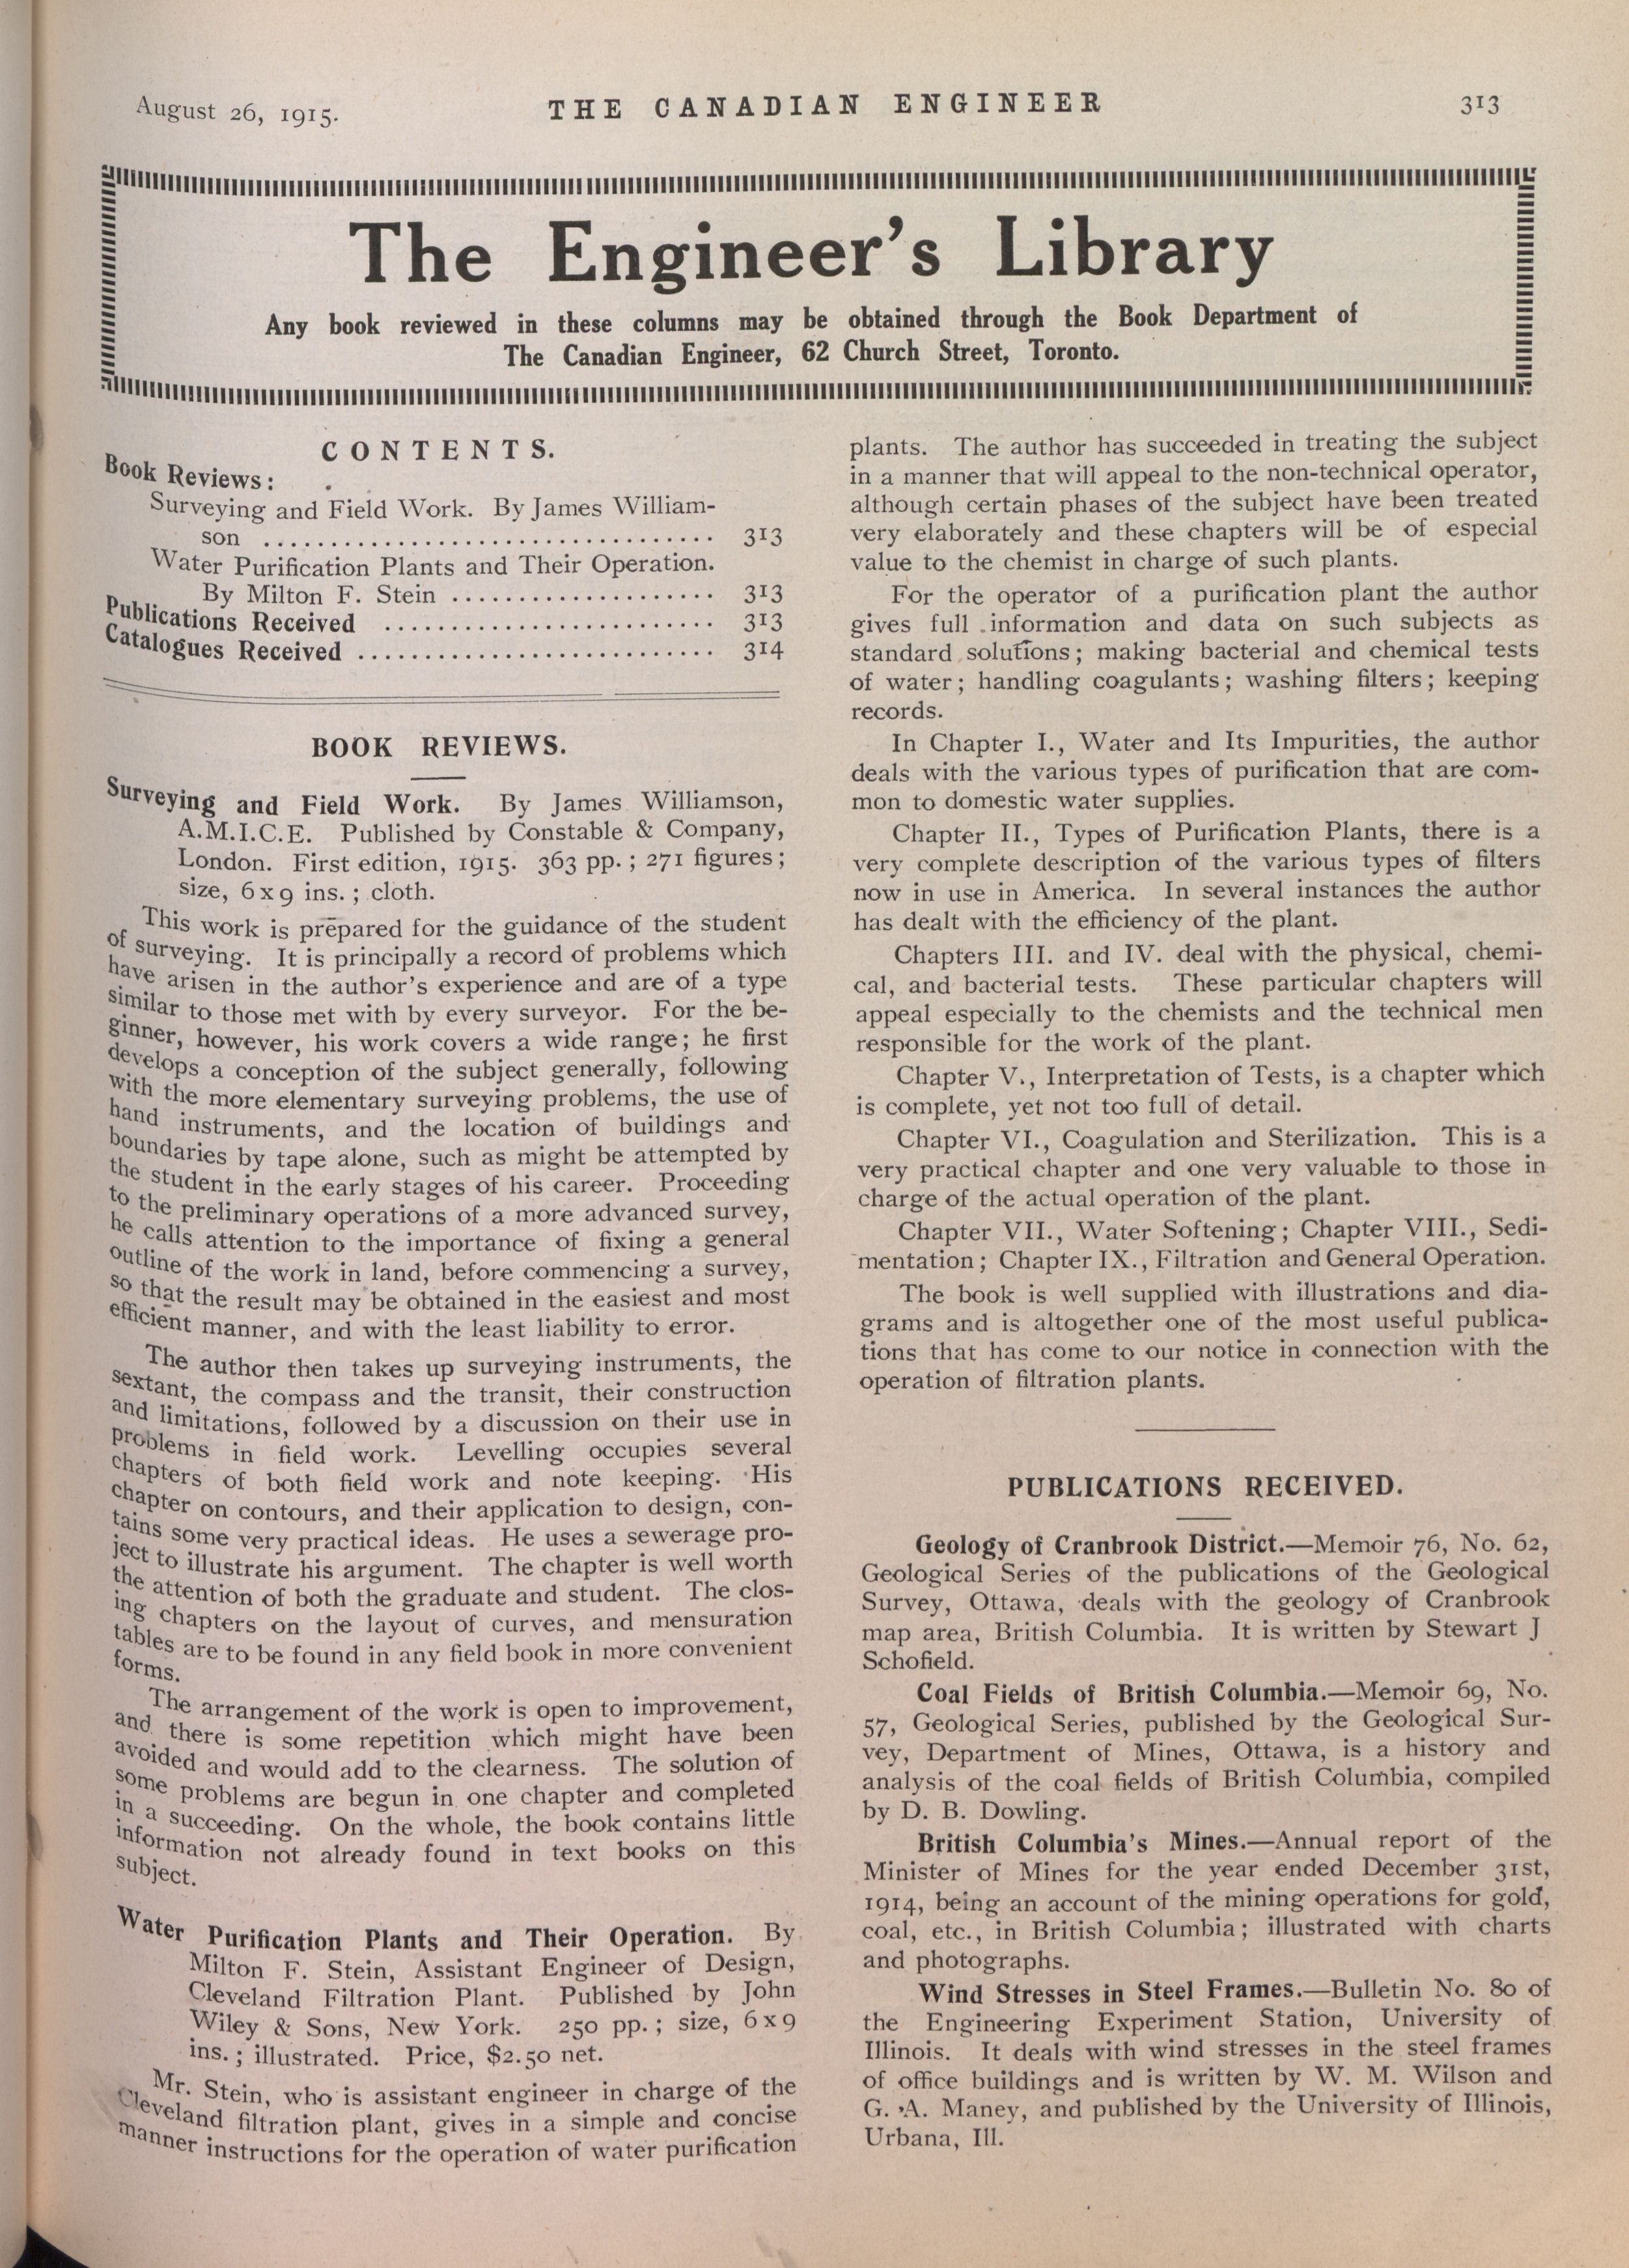 August 26, 1915.
THE CANADIAN ENGINEER
313
The Engineer's Library
Any book reviewed in these columns may be obtained through the Book Department of
The Canadian Engineer, 62 Church Street, Toronto.
CONTENTS.
Book Reviews:
Surveying and Field Work. By James William-
son .................................. 313
Water Purification Plants and Their Operation.
By Milton F. Stein .................... 313
Publications Received ......................... 313
Catalogues Received ........................... 314
BOOK REVIEWS.
Surveying and Field Work. By James Williamson,
A.M.I.C.E. Published by Constable & Company,
London. First edition, 1915. 363 pp.; 271 figures;
size, 6 x 9 ins.; cloth.
This work is prepared for the guidance of the student
of surveying. It is principally a record of problems which
have arisen in the author's experience and are of a type
similar to those met with by every surveyor. For the be-
ginner, however, his work covers a wide range; he first
develops a conception of the subject generally, following
with the more elementary surveying problems, the use of
hand instruments, and the location of buildings and
boundaries by tape alone, such as might be attempted by
the student in the early stages of his career. Proceeding
to the preliminary operations of a more advanced survey,
he calls attention to the importance of fixing a general
outline of the work in land, before commencing a survey,
so that the result may be obtained in the easiest and most
efficient manner, and with the least liability to error.
The author then takes up surveying instruments, the
sextant, the compass and the transit, their construction
and limitations, followed by a discussion on their use in
problems in field work. Levelling occupies several
chapters of both field work and note keeping. His
chapter on contours, and their application to design, con-
tains some very practical ideas. He uses a sewerage pro-
ject to illustrate his argument. The chapter is well worth
the attention of both the graduate and student. The clos-
ing chapters on the layout of curves, and mensuration
tables are to be found in any field book in more convenient
forms.
The arrangement of the work is open to improvement,
and there is some repetition which might have been
avoided and would add to the clearness. The solution of
some problems are begun in one chapter and completed
in a succeeding. On the whole, the book contains little
information not already found in text books on this
subject.
Water Purification Plants and Their Operation. By
Milton F. Stein, Assistant Engineer of Design,
Cleveland Filtration Plant. Published by John
Wiley & Sons, New York. 250 pp.; size, 6 x 9
ins.; illustrated. Price, $2.50 net.
Mr. Stein, who is assistant engineer in charge of the
Cleveland filtration plant, gives in a simple and concise
manner instructions for the operation of water purification
plants. The author has succeeded in treating the subject
in a manner that will appeal to the non-technical operator,
although certain phases of the subject have been treated
very elaborately and these chapters will be of especial
value to the chemist in charge of such plants.
For the operator of a purification plant the author
gives full information and data on such subjects as
standard solutions; making bacterial and chemical tests
of water; handling coagulants; washing filters; keeping
records.
In Chapter I., Water and Its Impurities, the author
deals with the various types of purification that are com-
mon to domestic water supplies.
Chapter II., Types of Purification Plants, there is a
very complete description of the various types of filters
now in use in America. In several instances the author
has dealt with the efficiency of the plant.
Chapters III. and IV. deal with the physical, chemi-
cal, and bacterial tests. These particular chapters will
appeal especially to the chemists and the technical men
responsible for the work of the plant.
Chapter V., Interpretation of Tests, is a chapter which
is complete, yet not too full of detail.
Chapter VI., Coagulation and Sterilization. This is a
very practical chapter and one very valuable to those in
charge of the actual operation of the plant.
Chapter VII., Water Softening; Chapter VIII., Sedi-
mentation; Chapter IX., Filtration and General Operation.
The book is well supplied with illustrations and dia-
grams and is altogether one of the most useful publica-
tions that has come to our notice in connection with the
operation of filtration plants.
PUBLICATIONS RECEIVED.
Geology of Cranbrook District.—Memoir 76, No. 62,
Geological Series of the publications of the Geological
Survey, Ottawa, deals with the geology of Cranbrook
map area, British Columbia. It is written by Stewart J
Schofield.
Coal Fields of British Columbia.—Memoir 69, No.
57, Geological Series, published by the Geological Sur-
vey, Department of Mines, Ottawa, is a history and
analysis of the coal fields of British Columbia, compiled
by D. B. Dowling.
British Columbia's Mines.—Annual report of the
Minister of Mines for the year ended December 31st,
1914, being an account of the mining operations for gold,
coal, etc., in British Columbia; illustrated with charts
and photographs.
Wind Stresses in Steel Frames.—Bulletin No. 80 of
the Engineering Experiment Station, University of
Illinois. It deals with wind stresses in the steel frames
of office buildings and is written by W. M. Wilson and
G. A. Maney, and published by the University of Illinois,
Urbana, Ill.